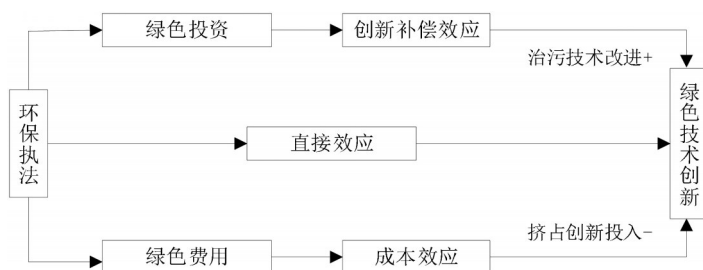 绿色投资
创新补偿效应
治污技术改进+
环保执法
直接效应
绿色技术创新
挤占创新投入-
绿色费用
成本效应